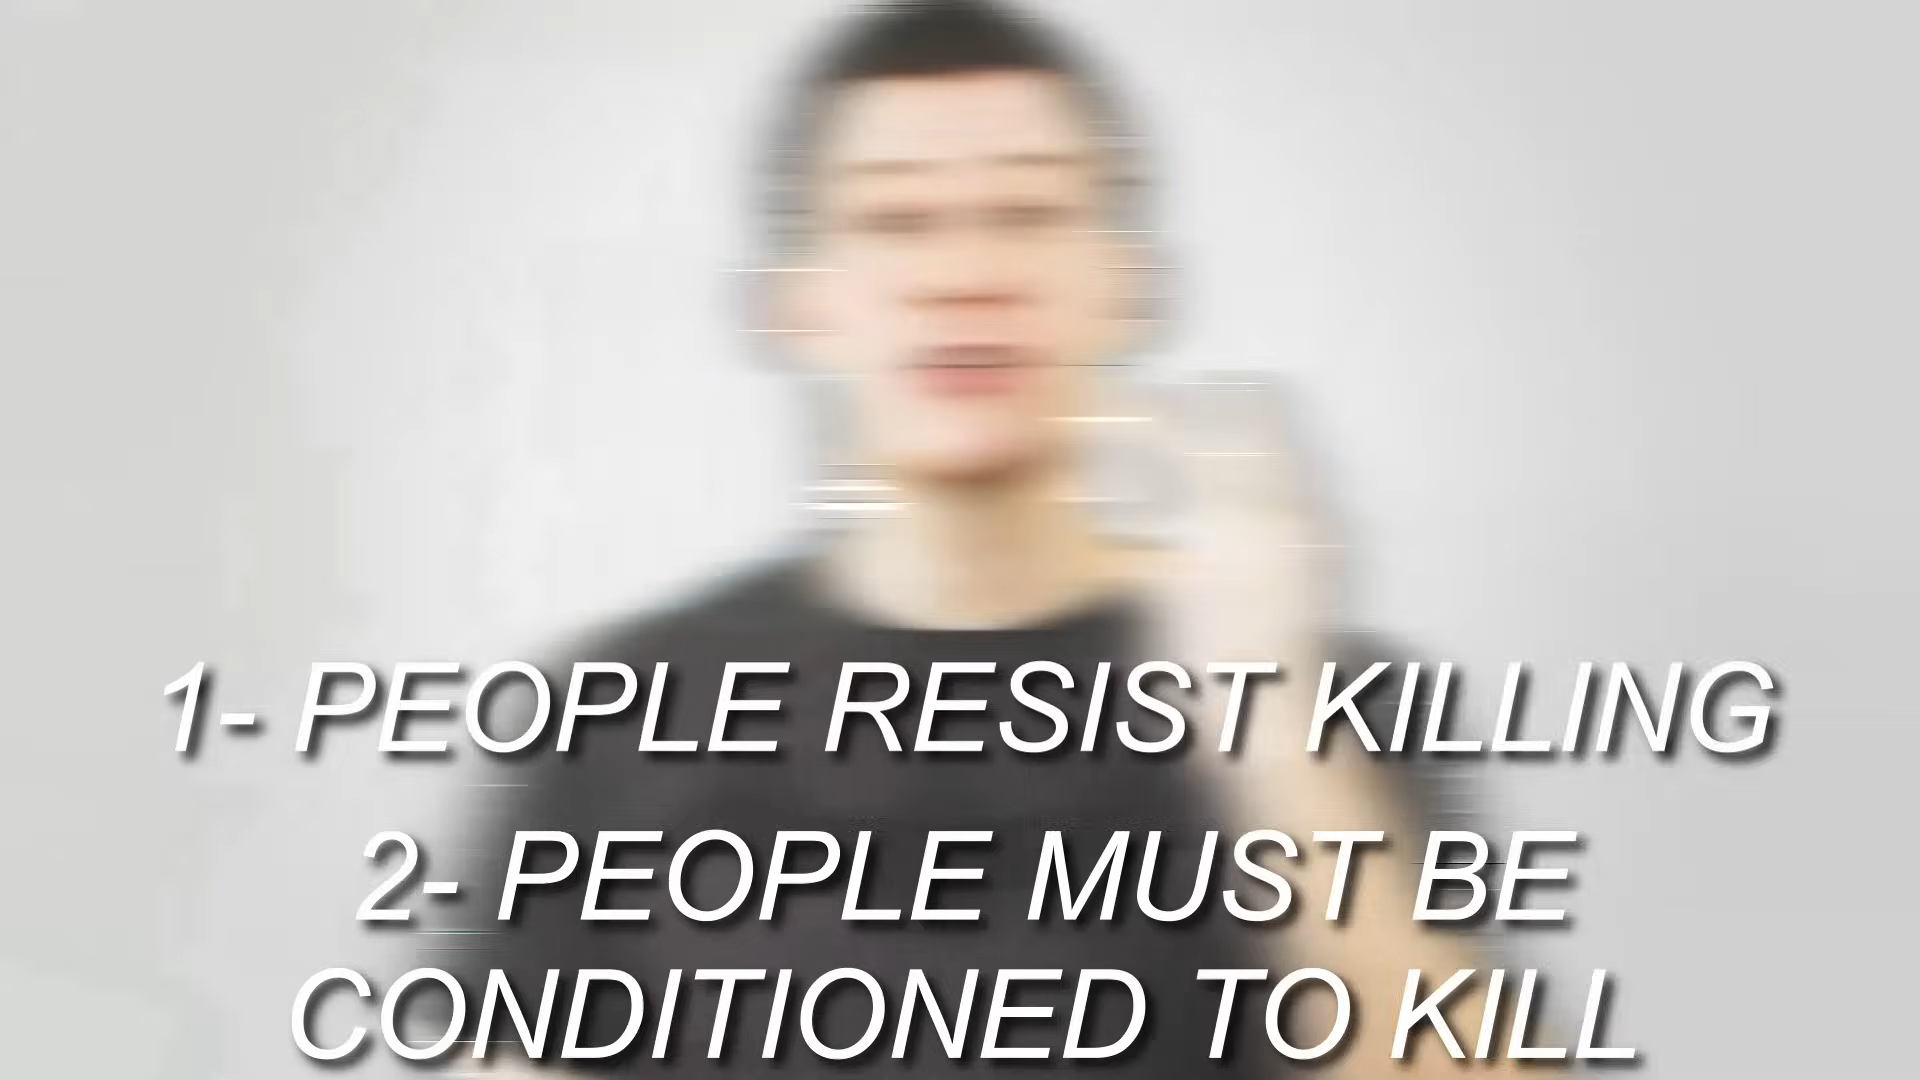 1- PEOPLE RESIST KILLING
2- PEOPLE MUST BE
CONDITIONED TO KILL